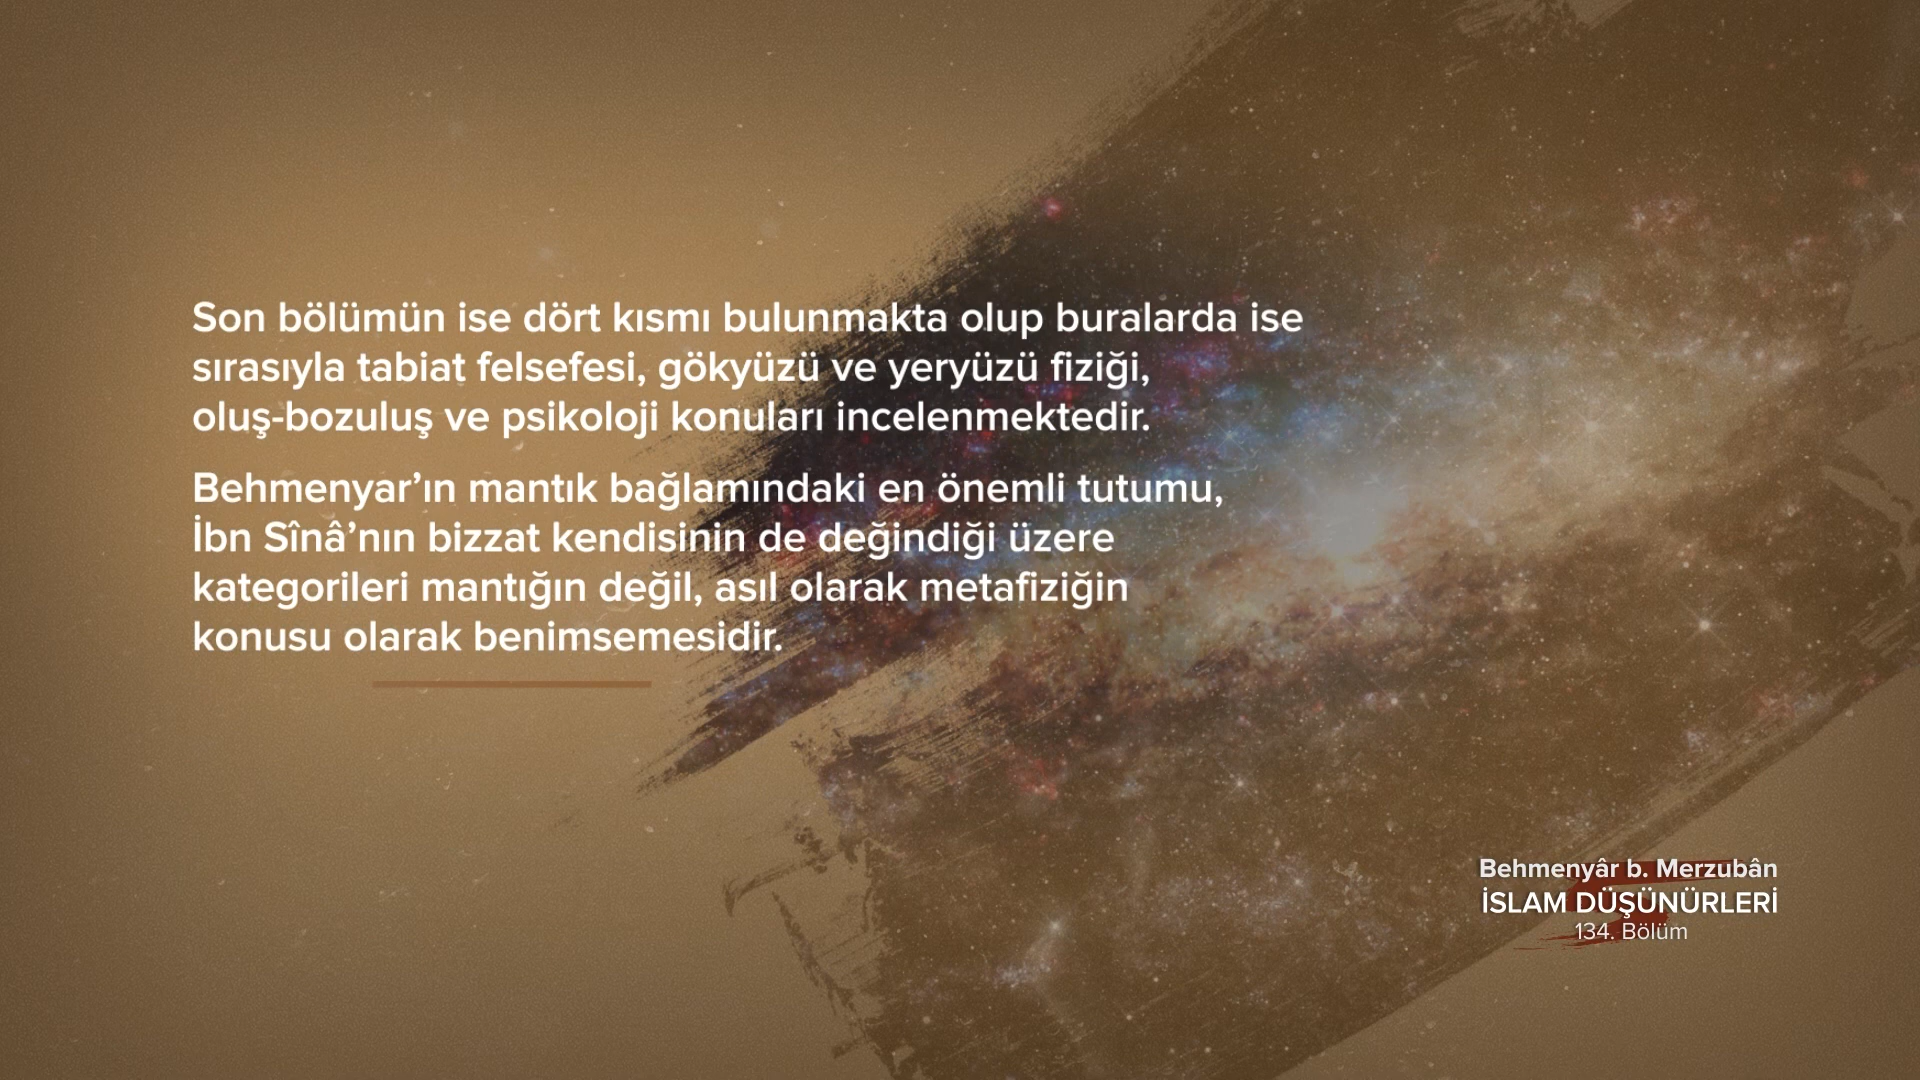 Son bölümün ise dört kısmı bulunmakta olup buralarda ise
sırasıyla tabiat felsefesi, gökyüzü ve yeryüzü fiziği,
oluş-bozuluş ve psikoloji konuları incelenmektedir.
Behmenyar’ın mantık bağlamındaki en önemli tutumu,
İbn Sînâ’nın bizzat kendisinin de değindiği üzere
kategorileri mantığın değil, asıl olarak metafiziğin
konusu olarak benimsemesidir.
Behmenyâr b. Merzubân
İSLAM DÜŞÜNÜRLERİ
134. Bölüm